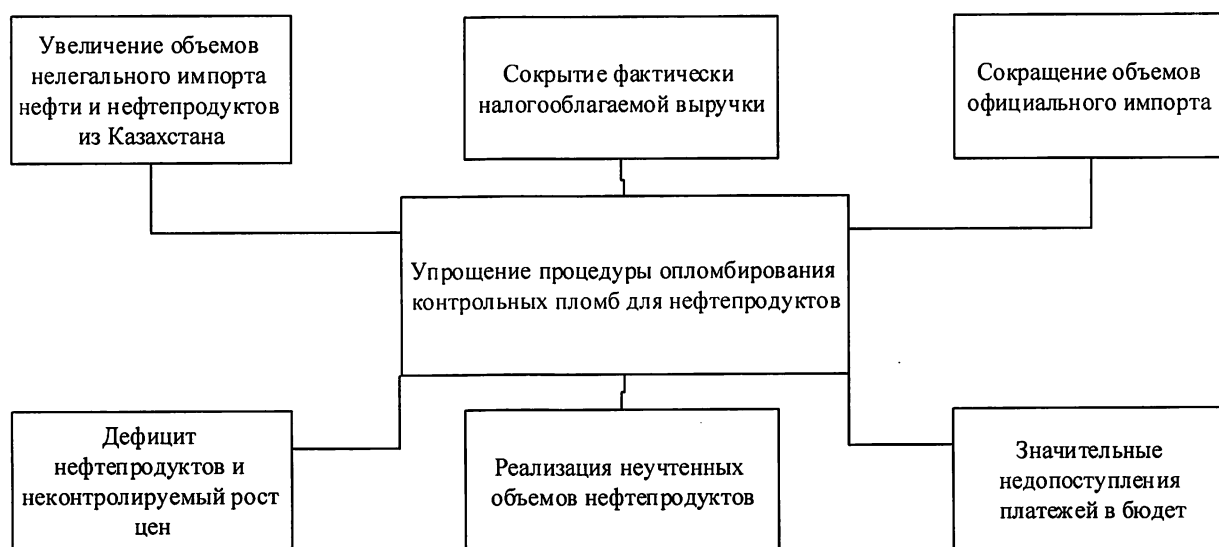 Увеличение объемов
нелегального импорта
нефти и нефтепродуктов
из Казахстана
Сокрытие фактически
налогооблагаемой выручки
Сокращение объемов
официального импорта
Упрощение процедуры опломбирования
контрольных пломб для нефтепродуктов
Дефицит
нефтепродуктов и
неконтролируемый рост
цен
Реализация неучтенных
объемов нефтепродуктов
Значительные
недопоступления
платежей в бюдет